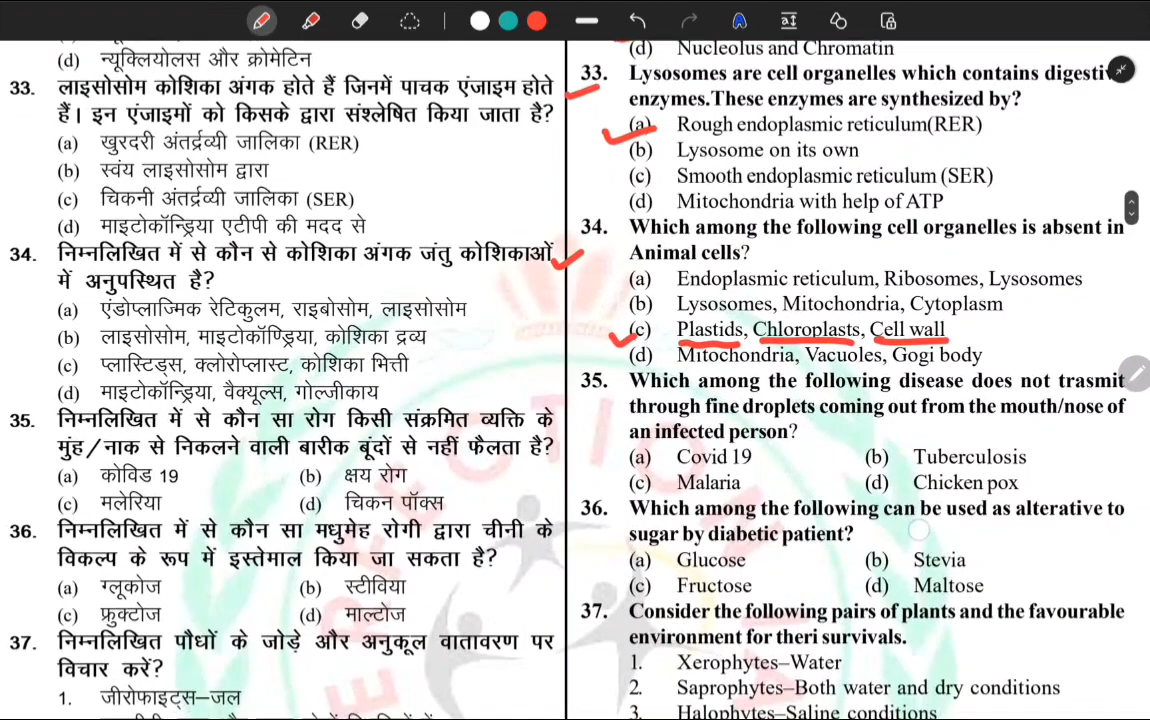 (d) न्यूक्लियोलस और क्रोमेटिन
33. लाइसोसोम कोशिका अंगक होते हैं जिनमें पाचक एंजाइम होते
हैं। इन एंजाइमों को किसके द्वारा संश्लेषित किया जाता है?
(a) खुरदरी अंतर्द्रव्यी जालिका (RER)
(b) स्वंय लाइसोसोम द्वारा
(c) चिकनी अंतर्द्रव्यी जालिका (SER)
(d) माइटोकॉन्ड्रिया एटीपी की मदद से
34. निम्नलिखित में से कौन से कोशिका अंगक जंतु कोशिकाओं
में अनुपस्थित है?
(a) एंडोप्लाज्मिक रेटिकुलम, राइबोसोम, लाइसोसोम
(b) लाइसोसोम, माइटोकॉण्ड्रिया, कोशिका द्रव्य
(c) प्लास्टिड्स, क्लोरोप्लास्ट, कोशिका भित्ती
(d) माइटोकॉन्ड्रिया, वैक्यूल्स, गोल्जीकाय
35. निम्नलिखित में से कौन सा रोग किसी संक्रमित व्यक्ति के
मुंह/नाक से निकलने वाली बारीक बूंदों से नहीं फैलता है?
(a) कोविड 19 (b) क्षय रोग
(c) मलेरिया (d) चिकन पॉक्स
36. निम्नलिखित में से कौन सा मधुमेह रोगी द्वारा चीनी के
विकल्प के रूप में इस्तेमाल किया जा सकता है?
(a) ग्लूकोज (b) स्टीविया
(c) फ्रुक्टोज (d) माल्टोज
37. निम्नलिखित पौधों के जोड़े और अनुकूल वातावरण पर
विचार करें?
1. जीरोफाइट्स–जल
(d) Nucleolus and Chromatin
33. Lysosomes are cell organelles which contains digestiv
enzymes.These enzymes are synthesized by?
(a) Rough endoplasmic reticulum(RER)
(b) Lysosome on its own
(c) Smooth endoplasmic reticulum (SER)
(d) Mitochondria with help of ATP
34. Which among the following cell organelles is absent in
Animal cells?
(a) Endoplasmic reticulum, Ribosomes, Lysosomes
(b) Lysosomes, Mitochondria, Cytoplasm
(c) Plastids, Chloroplasts, Cell wall
(d) Mitochondria, Vacuoles, Gogi body
35. Which among the following disease does not trasmit
through fine droplets coming out from the mouth/nose of
an infected person?
(a) Covid 19 (b) Tuberculosis
(c) Malaria (d) Chicken pox
36. Which among the following can be used as alterative to
sugar by diabetic patient?
(a) Glucose (b) Stevia
(c) Fructose (d) Maltose
37. Consider the following pairs of plants and the favourable
environment for theri survivals.
1. Xerophytes–Water
2. Saprophytes–Both water and dry conditions
3. Halophytes–Saline conditions